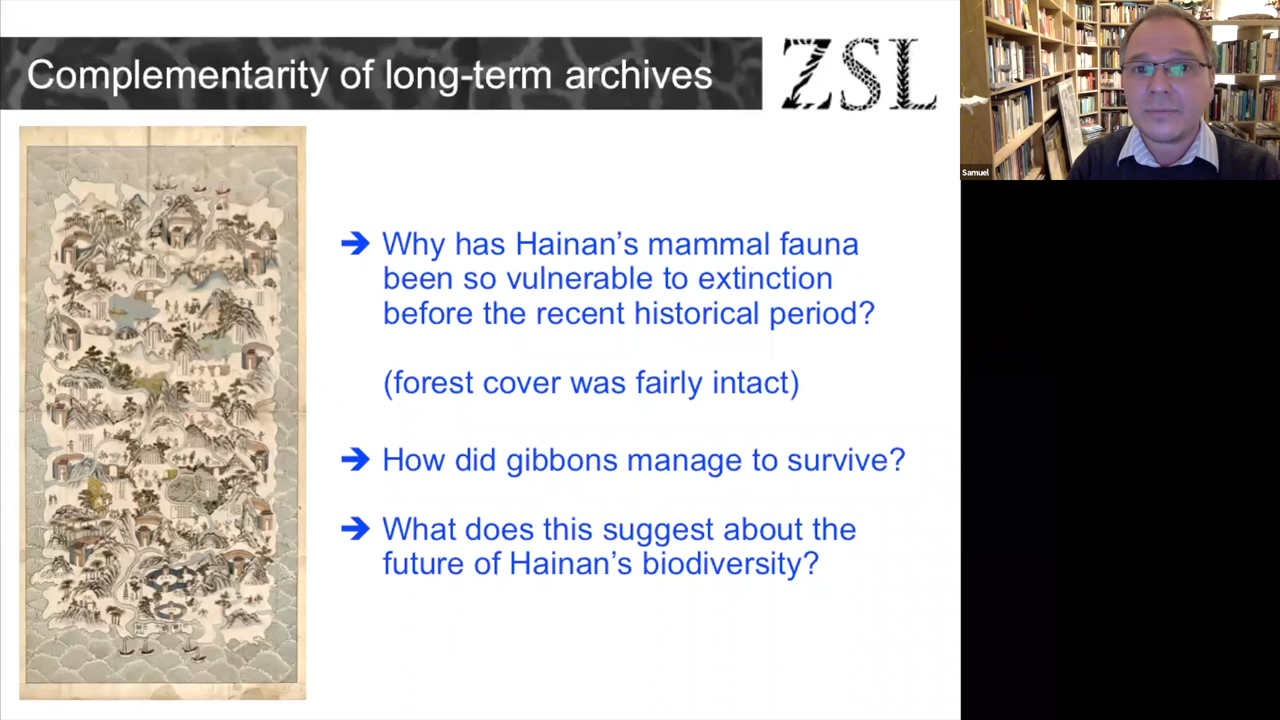 Complementarity of long-term archives
ZSL
Samuel
➔ Why has Hainan’s mammal fauna
been so vulnerable to extinction
before the recent historical period?
(forest cover was fairly intact)
➔ How did gibbons manage to survive?
➔ What does this suggest about the
future of Hainan’s biodiversity?